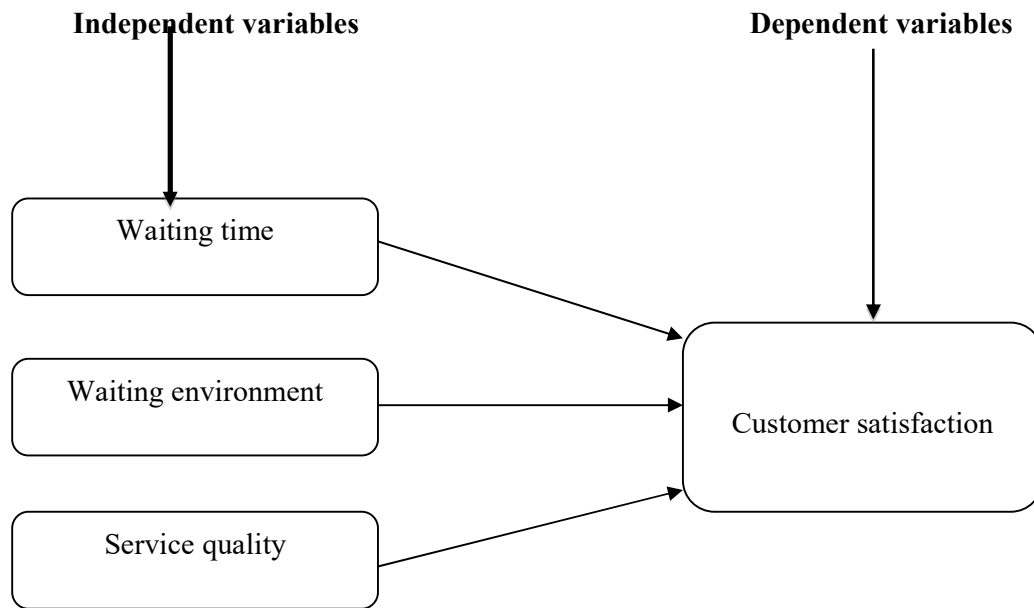 Independent variables
Dependent variables
Waiting time
Waiting environment
Customer satisfaction
Service quality